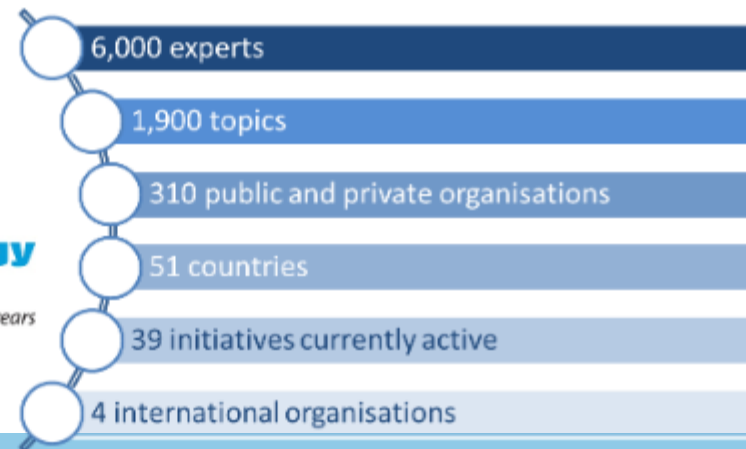 6,000 experts
1,900 topics
310 public and private organisations
51 countries
39 initiatives currently active
4 international organisations